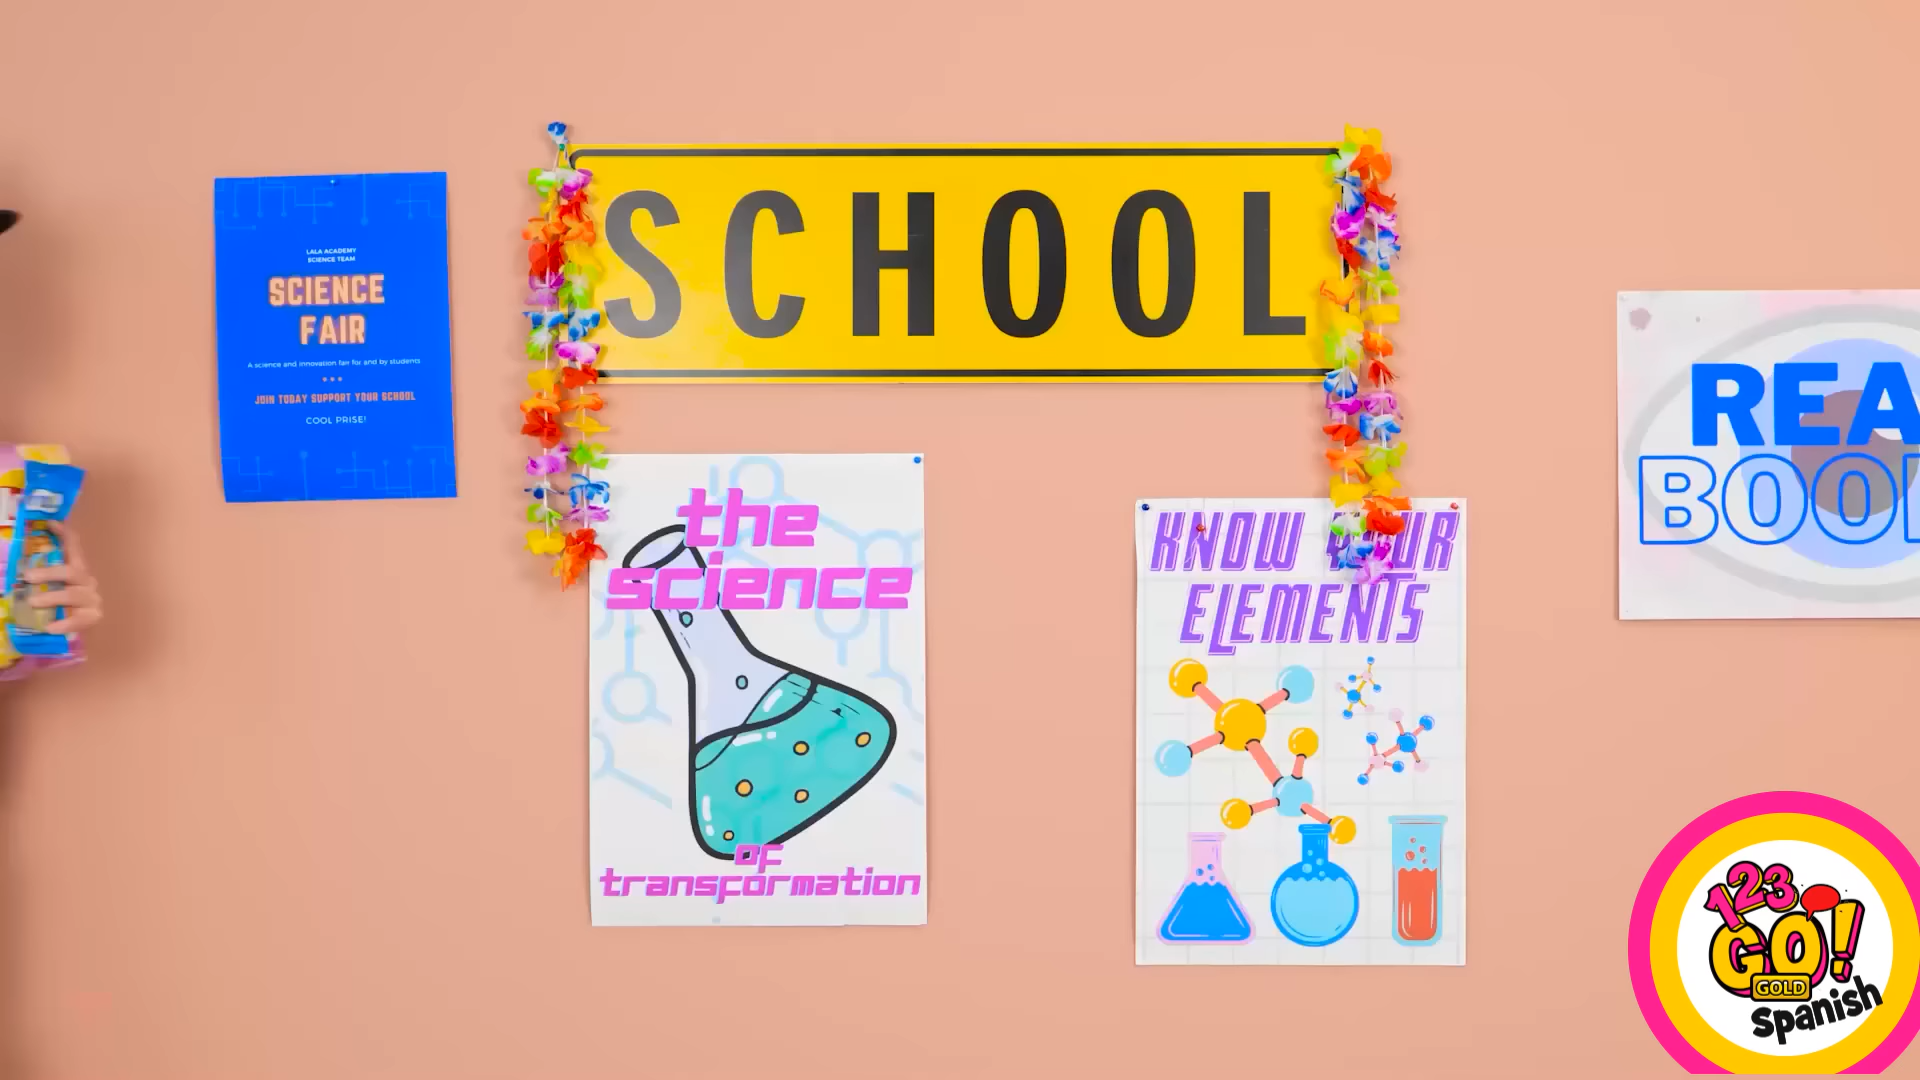 LALA ACADEMY
SCIENCE TEAM
SCIENCE
FAIR
A science and innovation fair for and by students
JOIN TODAY SUPPORT YOUR SCHOOL
COOL PRISE!
SCHOOL
the
science
of
transformation
KNOW YOUR
ELEMENTS
REA
BOO
123
GO!
GOLD
Spanish